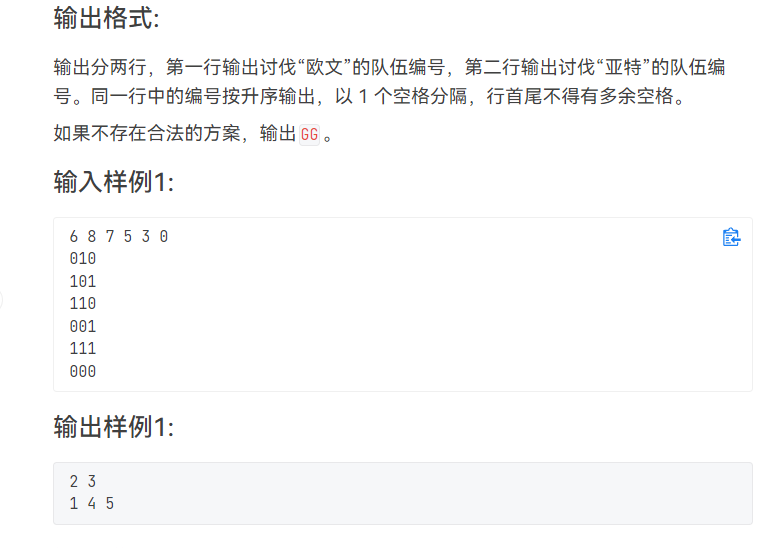 输出格式:
输出分两行，第一行输出讨伐“欧文”的队伍编号，第二行输出讨伐“亚特”的队伍编
号。同一行中的编号按升序输出，以 1 个空格分隔，行首尾不得有多余空格。
如果不存在合法的方案，输出GG。
输入样例1:
6 8 7 5 3 0
010
101
110
001
111
000
输出样例1:
2 3
1 4 5